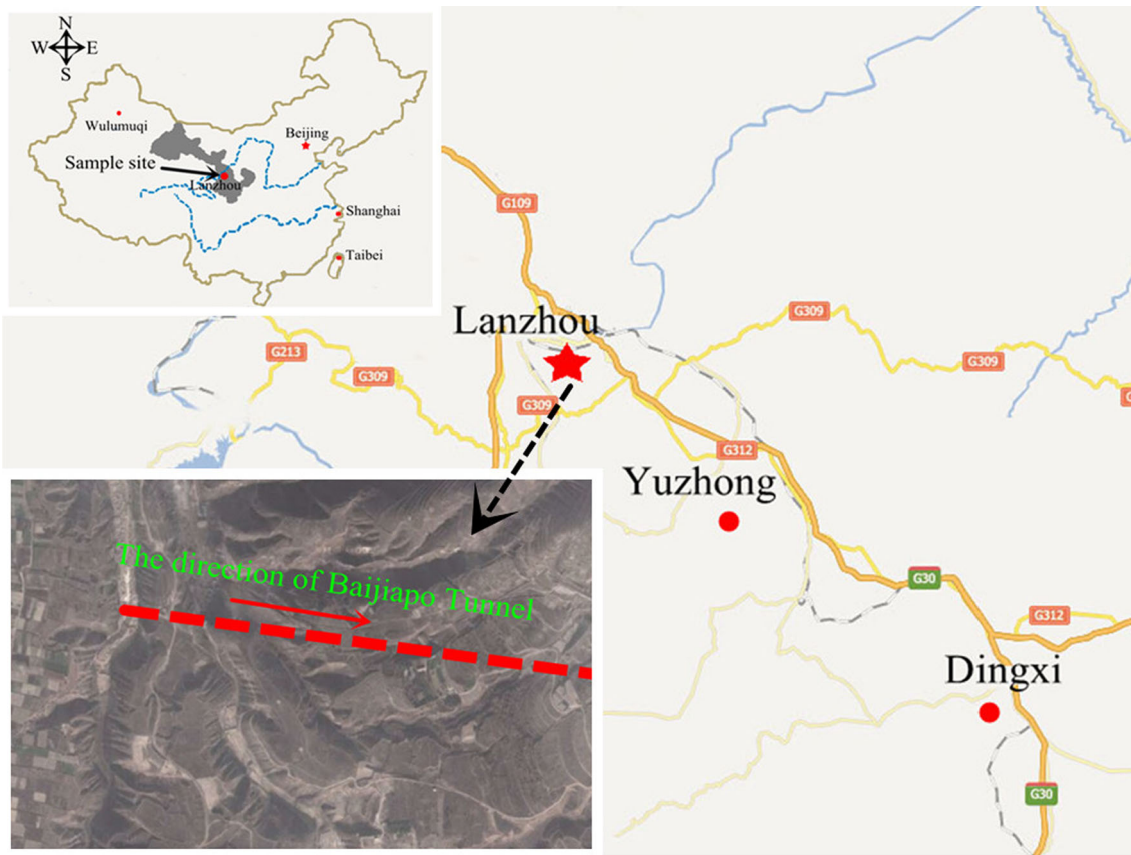 N
W E
S
Wulumuqi
Beijing
Sample site
Lanzhou
Shanghai
Taibei
G109
Lanzhou
G309
G213
G309
G309
G309
G312
Yuzhong
The direction of Baijiapo Tunnel
G30
G312
Dingxi
G30